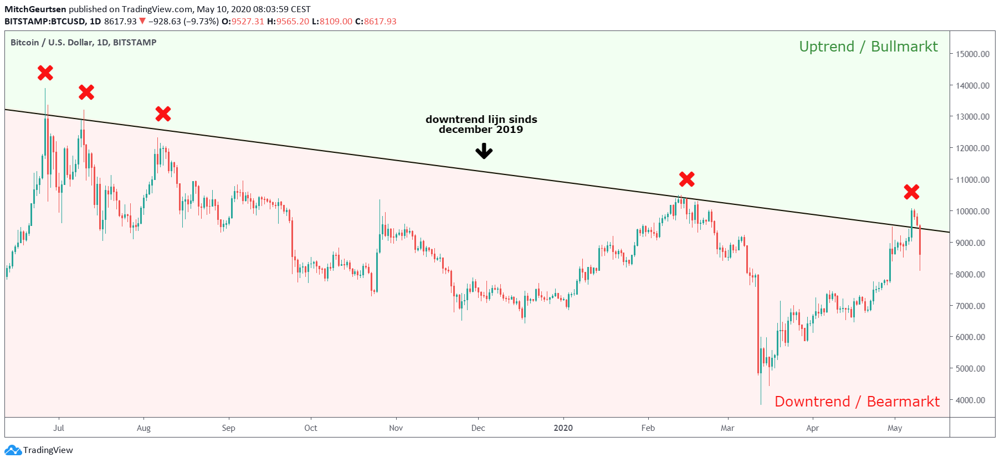 MitchGeurtsen published on TradingView.com, May 10, 2020 08:03:59 CEST
BITSTAMP:BTCUSD, 1D 8617.93 ▼ −928.63 (−9.73%) O:9527.31 H:9565.20 L:8109.00 C:8617.93
Bitcoin / U.S. Dollar, 1D, BITSTAMP
Uptrend / Bullmarkt
15000.00
14000.00
13000.00
downtrend lijn sinds
december 2019
12000.00
11000.00
10000.00
9000.00
8000.00
7000.00
6000.00
5000.00
4000.00
Downtrend / Bearmarkt
Jul Aug Sep Oct Nov Dec 2020 Feb Mar Apr May
TradingView